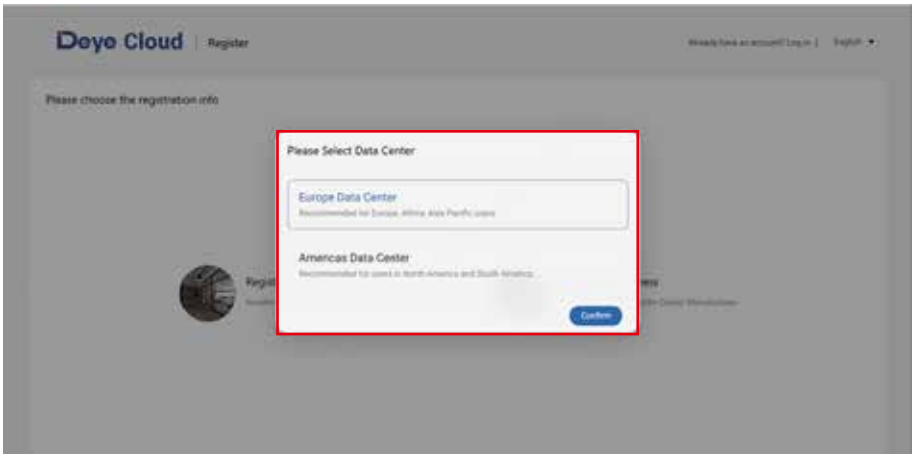 Deye Cloud | Register
Already have an account? Log in | English
Please choose the registration info
Please Select Data Center
Europe Data Center
Recommended for Europe, Africa, Asia Pacific users
Americas Data Center
Recommended for users in North America and South America
Confirm